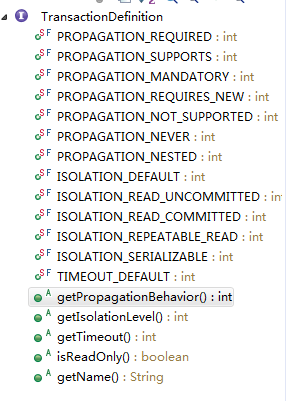 TransactionDefinition
PROPAGATION_REQUIRED : int
PROPAGATION_SUPPORTS : int
PROPAGATION_MANDATORY : int
PROPAGATION_REQUIRES_NEW : int
PROPAGATION_NOT_SUPPORTED : int
PROPAGATION_NEVER : int
PROPAGATION_NESTED : int
ISOLATION_DEFAULT : int
ISOLATION_READ_UNCOMMITTED : int
ISOLATION_READ_COMMITTED : int
ISOLATION_REPEATABLE_READ : int
ISOLATION_SERIALIZABLE : int
TIMEOUT_DEFAULT : int
getPropagationBehavior() : int
getIsolationLevel() : int
getTimeout() : int
isReadOnly() : boolean
getName() : String